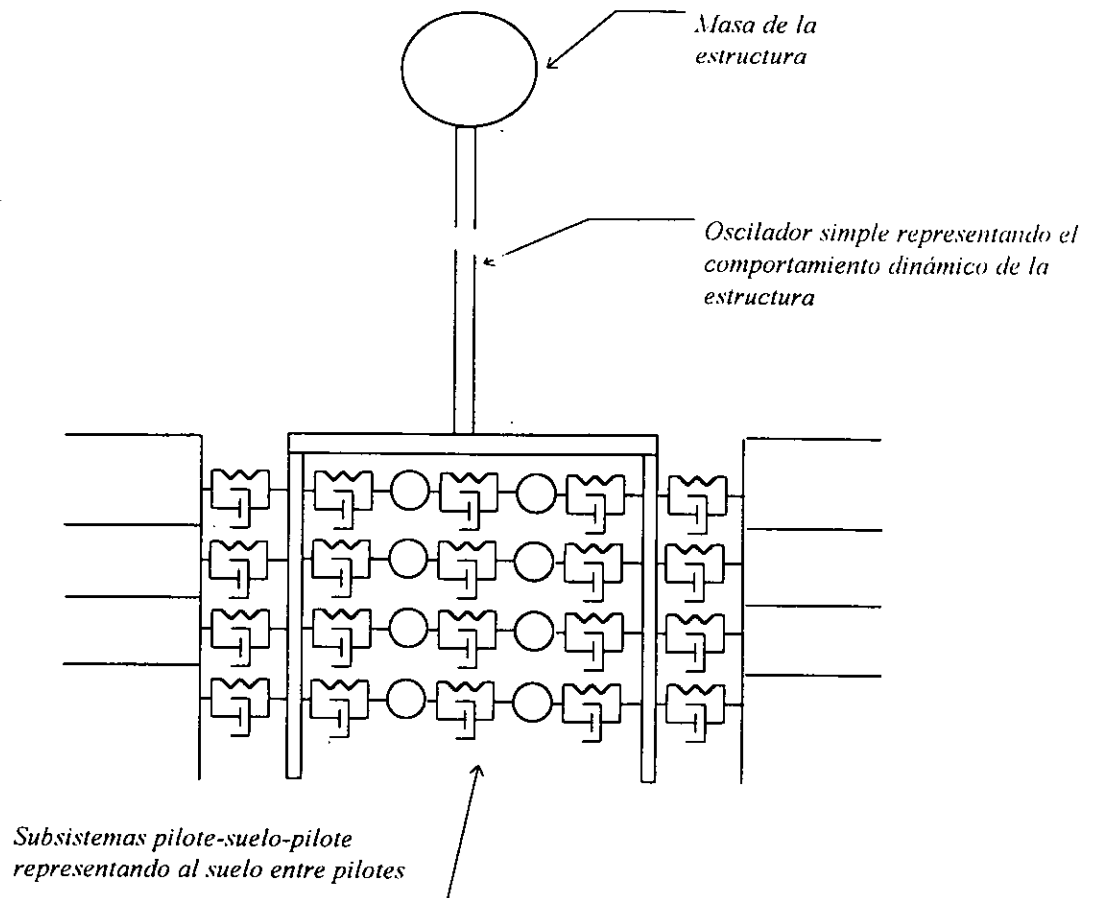 Masa de la
estructura
Oscilador simple representando el
comportamiento dinámico de la
estructura
Subsistemas pilote-suelo-pilote
representando al suelo entre pilotes